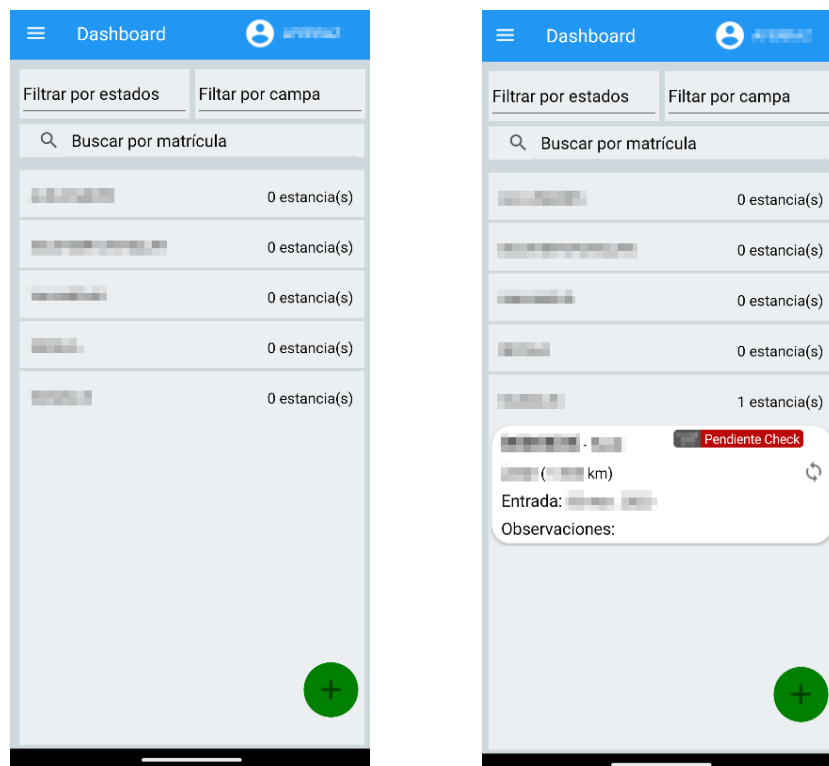 Dashboard
Filtrar por estados
Filtar por campa
Buscar por matrícula
0 estancia(s)
0 estancia(s)
0 estancia(s)
0 estancia(s)
0 estancia(s)
Dashboard
Filtrar por estados
Filtar por campa
Buscar por matrícula
0 estancia(s)
0 estancia(s)
0 estancia(s)
0 estancia(s)
1 estancia(s)
- Pendiente Check
( km)
Entrada:
Observaciones: